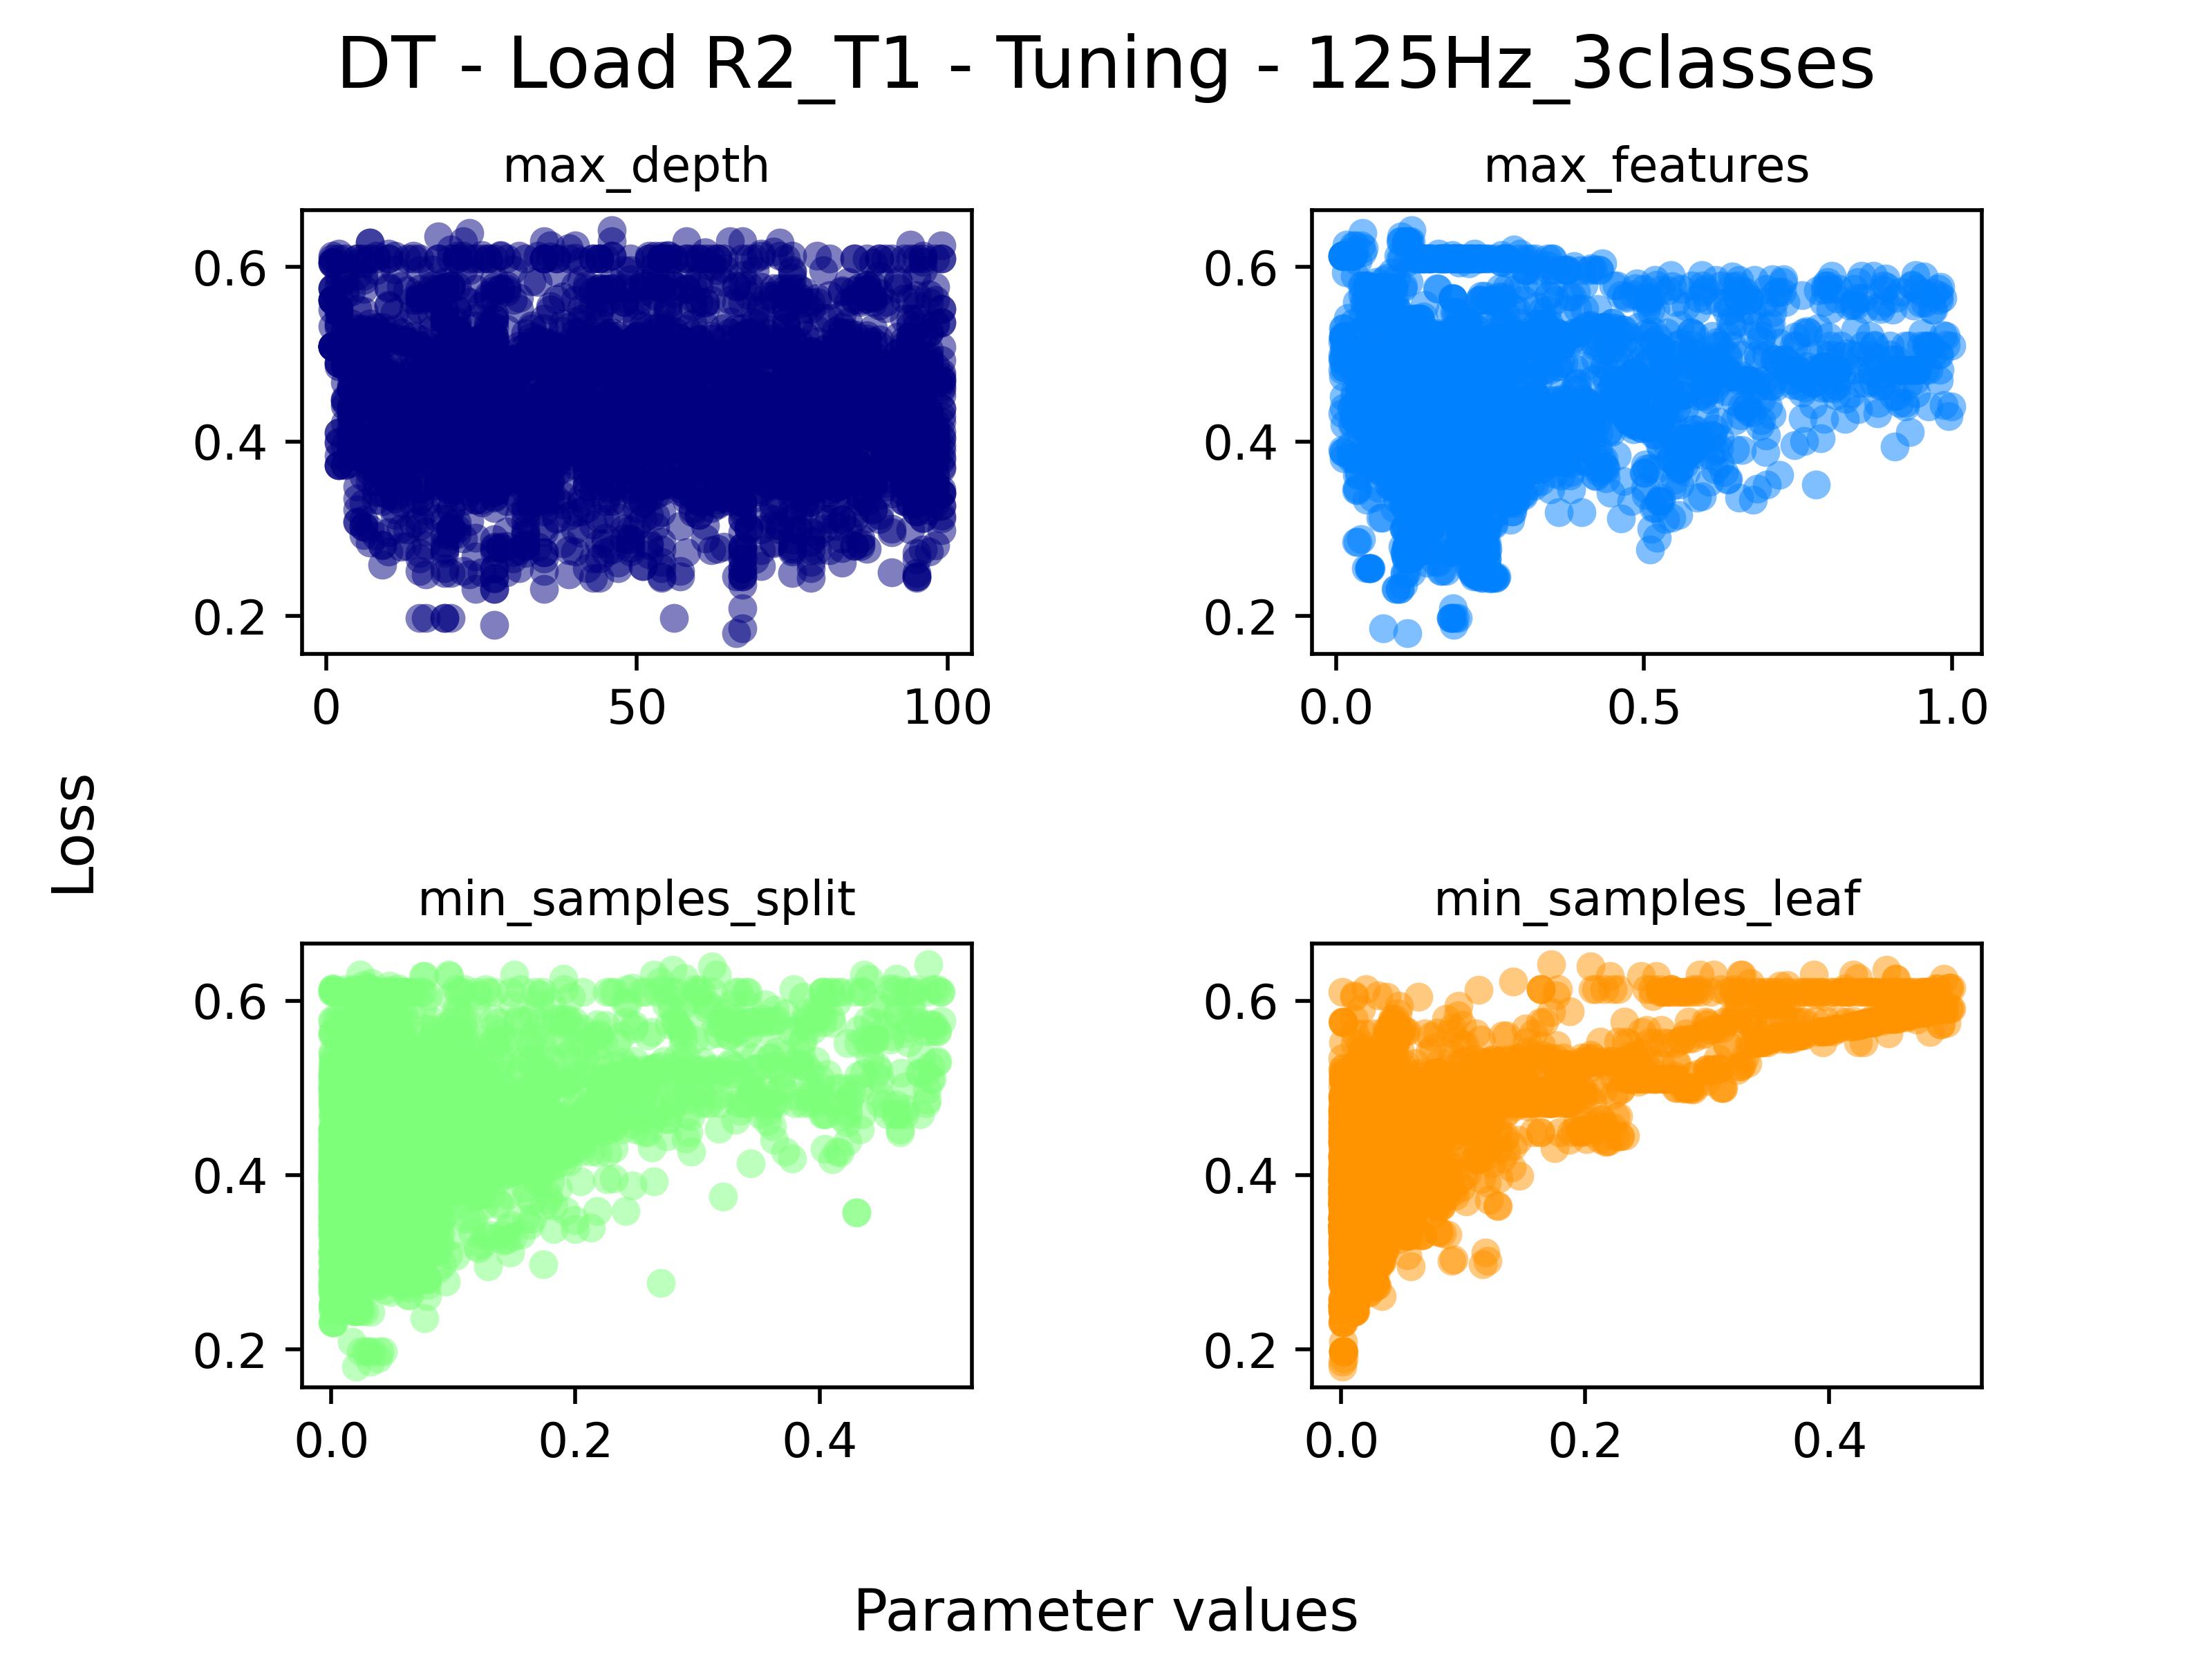 DT - Load R2_T1 - Tuning - 125Hz_3classes
max_depth
max_features
0.6
0.4
0.2
0 50 100
0.6
0.4
0.2
0.0 0.5 1.0
Loss
min_samples_split
min_samples_leaf
0.6
0.4
0.2
0.0 0.2 0.4
0.6
0.4
0.2
0.0 0.2 0.4
Parameter values